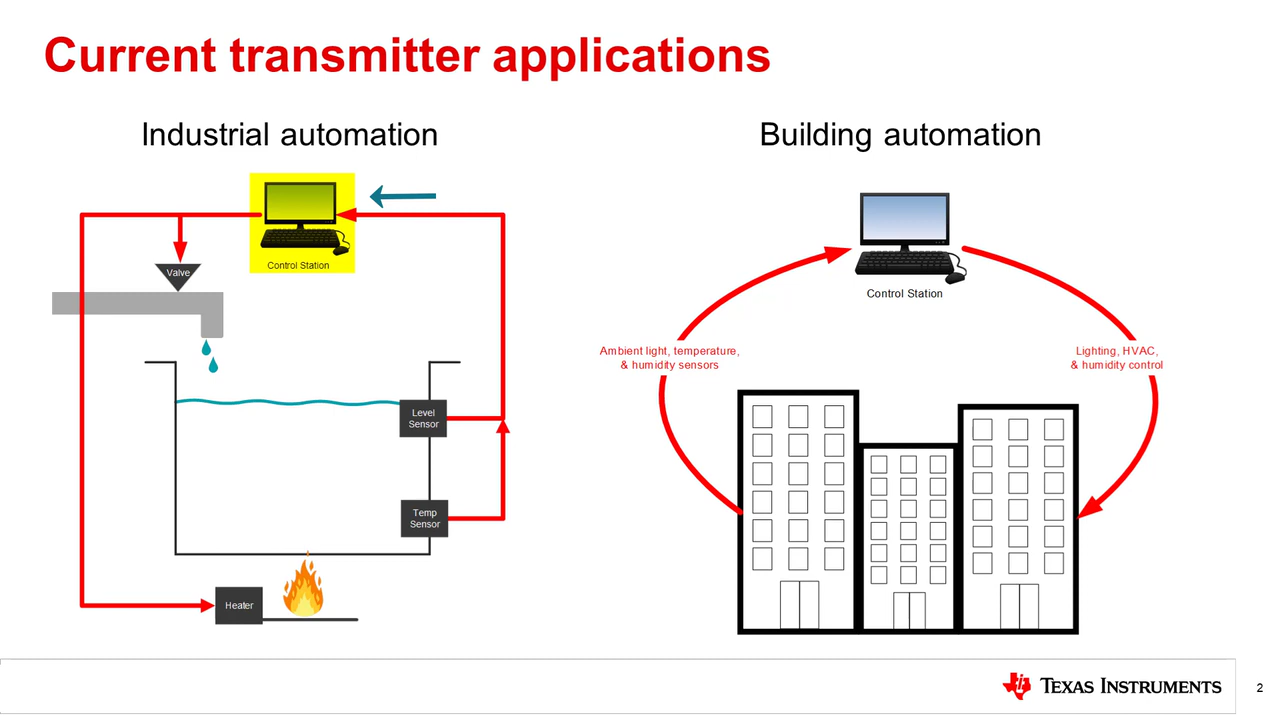 Current transmitter applications
Industrial automation
Control Station
Valve
Level
Sensor
Temp
Sensor
Heater
Building automation
Control Station
Ambient light, temperature,
& humidity sensors
Lighting, HVAC,
& humidity control
TEXAS INSTRUMENTS
2